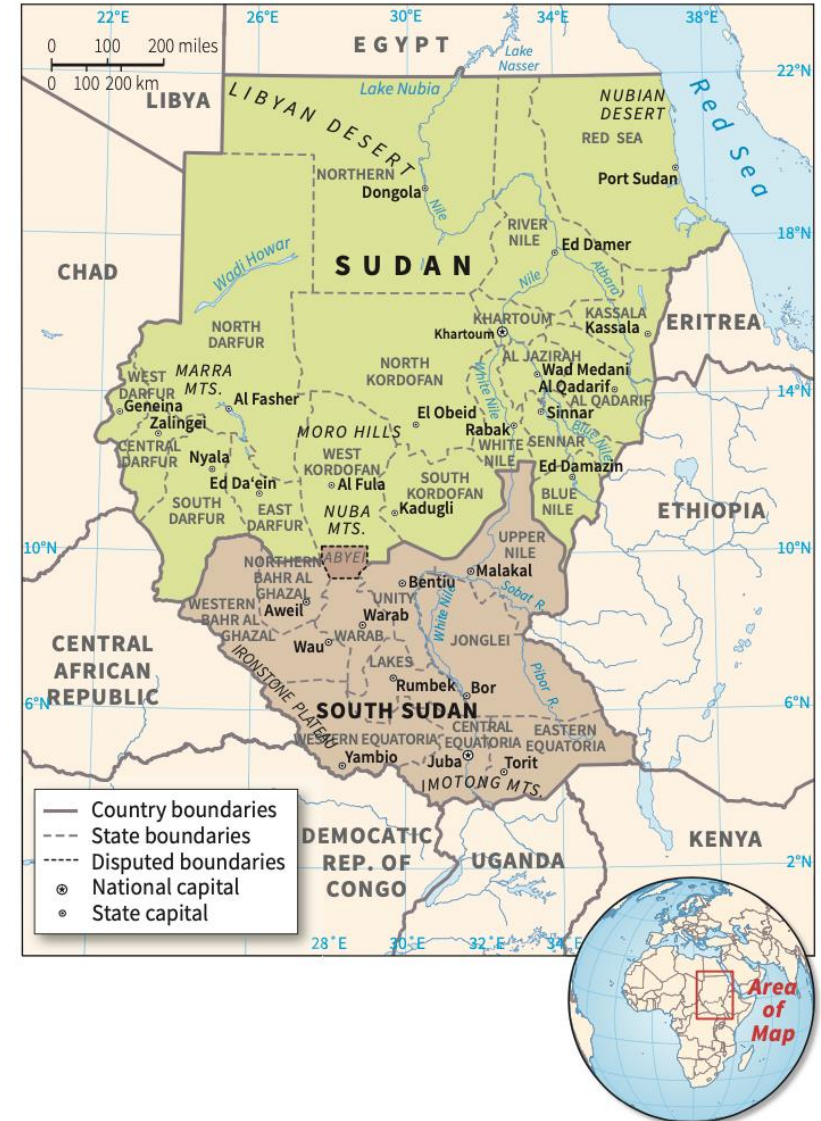 22°E
26°E
30°E
34°E
38°E
0 100 200 miles
0 100 200 km
EGYPT
Lake
Nasser
22°N
LIBYA
LIBYAN DESERT
Lake Nubia
NUBIAN
DESERT
RED SEA
Red Sea
NORTHERN
Dongola
Port Sudan
Nile
RIVER
NILE
18°N
Ed Damer
SUDAN
CHAD
Wadi Howar
Nile
Atbara
KHARTOUM
Khartoum
KASSALA
Kassala
ERITREA
NORTH
DARFUR
NORTH
KORDOFAN
AL JAZIRAH
Wad Medani
Al Qadarif
AL QADARIF
14°N
WEST
DARFUR
MARRA
MTS.
Geneina
Al Fasher
White Nile
Zalingei
El Obeid
Sinnar
MORO HILLS
Rabak
Blue Nile
CENTRAL
DARFUR
WHITE
NILE
SENNAR
Nyala
WEST
KORDOFAN
Ed Damazin
Ed Da‘ein
Al Fula
SOUTH
KORDOFAN
SOUTH
DARFUR
EAST
DARFUR
NUBA
MTS.
Kadugli
BLUE
NILE
ETHIOPIA
10°N
10°N
UPPER
NILE
ABYEI
NORTHERN
BAHR AL
GHAZAL
Bentiu
Malakal
Aweil
UNITY
Sobat R.
WESTERN
BAHR AL
GHAZAL
Warab
White Nile
Wau
WARAB
JONGLEI
CENTRAL
AFRICAN
REPUBLIC
IRONSTONE PLATEAU
LAKES
Pibor R.
Rumbek
Bor
6°N
6°N
SOUTH SUDAN
WESTERN EQUATORIA
CENTRAL
EQUATORIA
EASTERN
EQUATORIA
Yambio
Juba
Torit
IMOTONG MTS.
Country boundaries
State boundaries
Disputed boundaries
National capital
State capital
DEMOCATIC
REP. OF
CONGO
UGANDA
KENYA
2°N
28°E
30°E
32°E
34°E
Area
of
Map